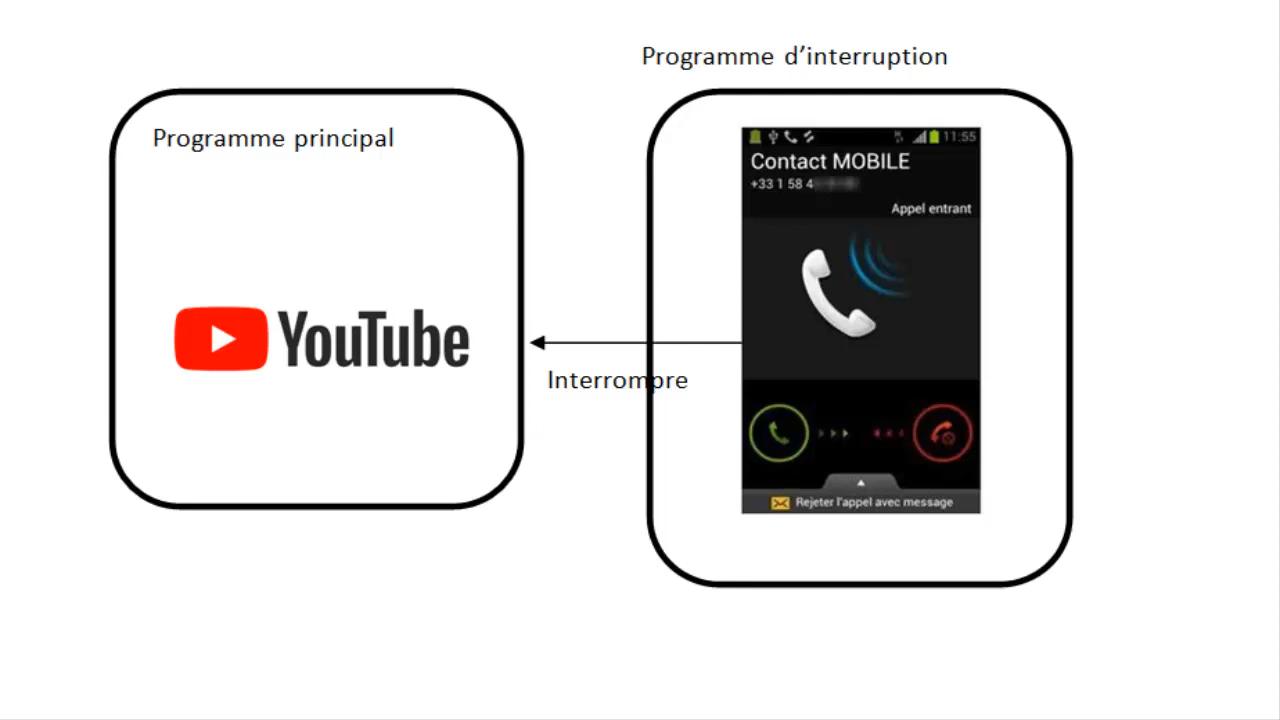 Programme d’interruption
Programme principal
11:55
Contact MOBILE
+33 1 58 4
Appel entrant
YouTube
Interrompre
Rejeter l'appel avec message